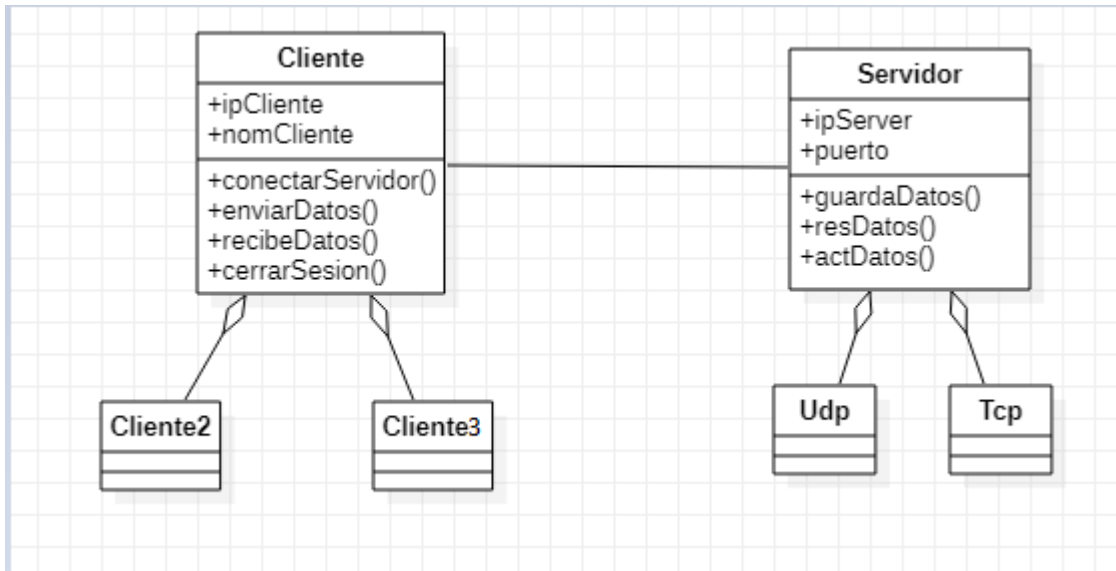 Cliente
+ipCliente
+nomCliente
+conectarServidor()
+enviarDatos()
+recibeDatos()
+cerrarSesion()
Servidor
+ipServer
+puerto
+guardaDatos()
+resDatos()
+actDatos()
Cliente2
Cliente3
Udp
Tcp